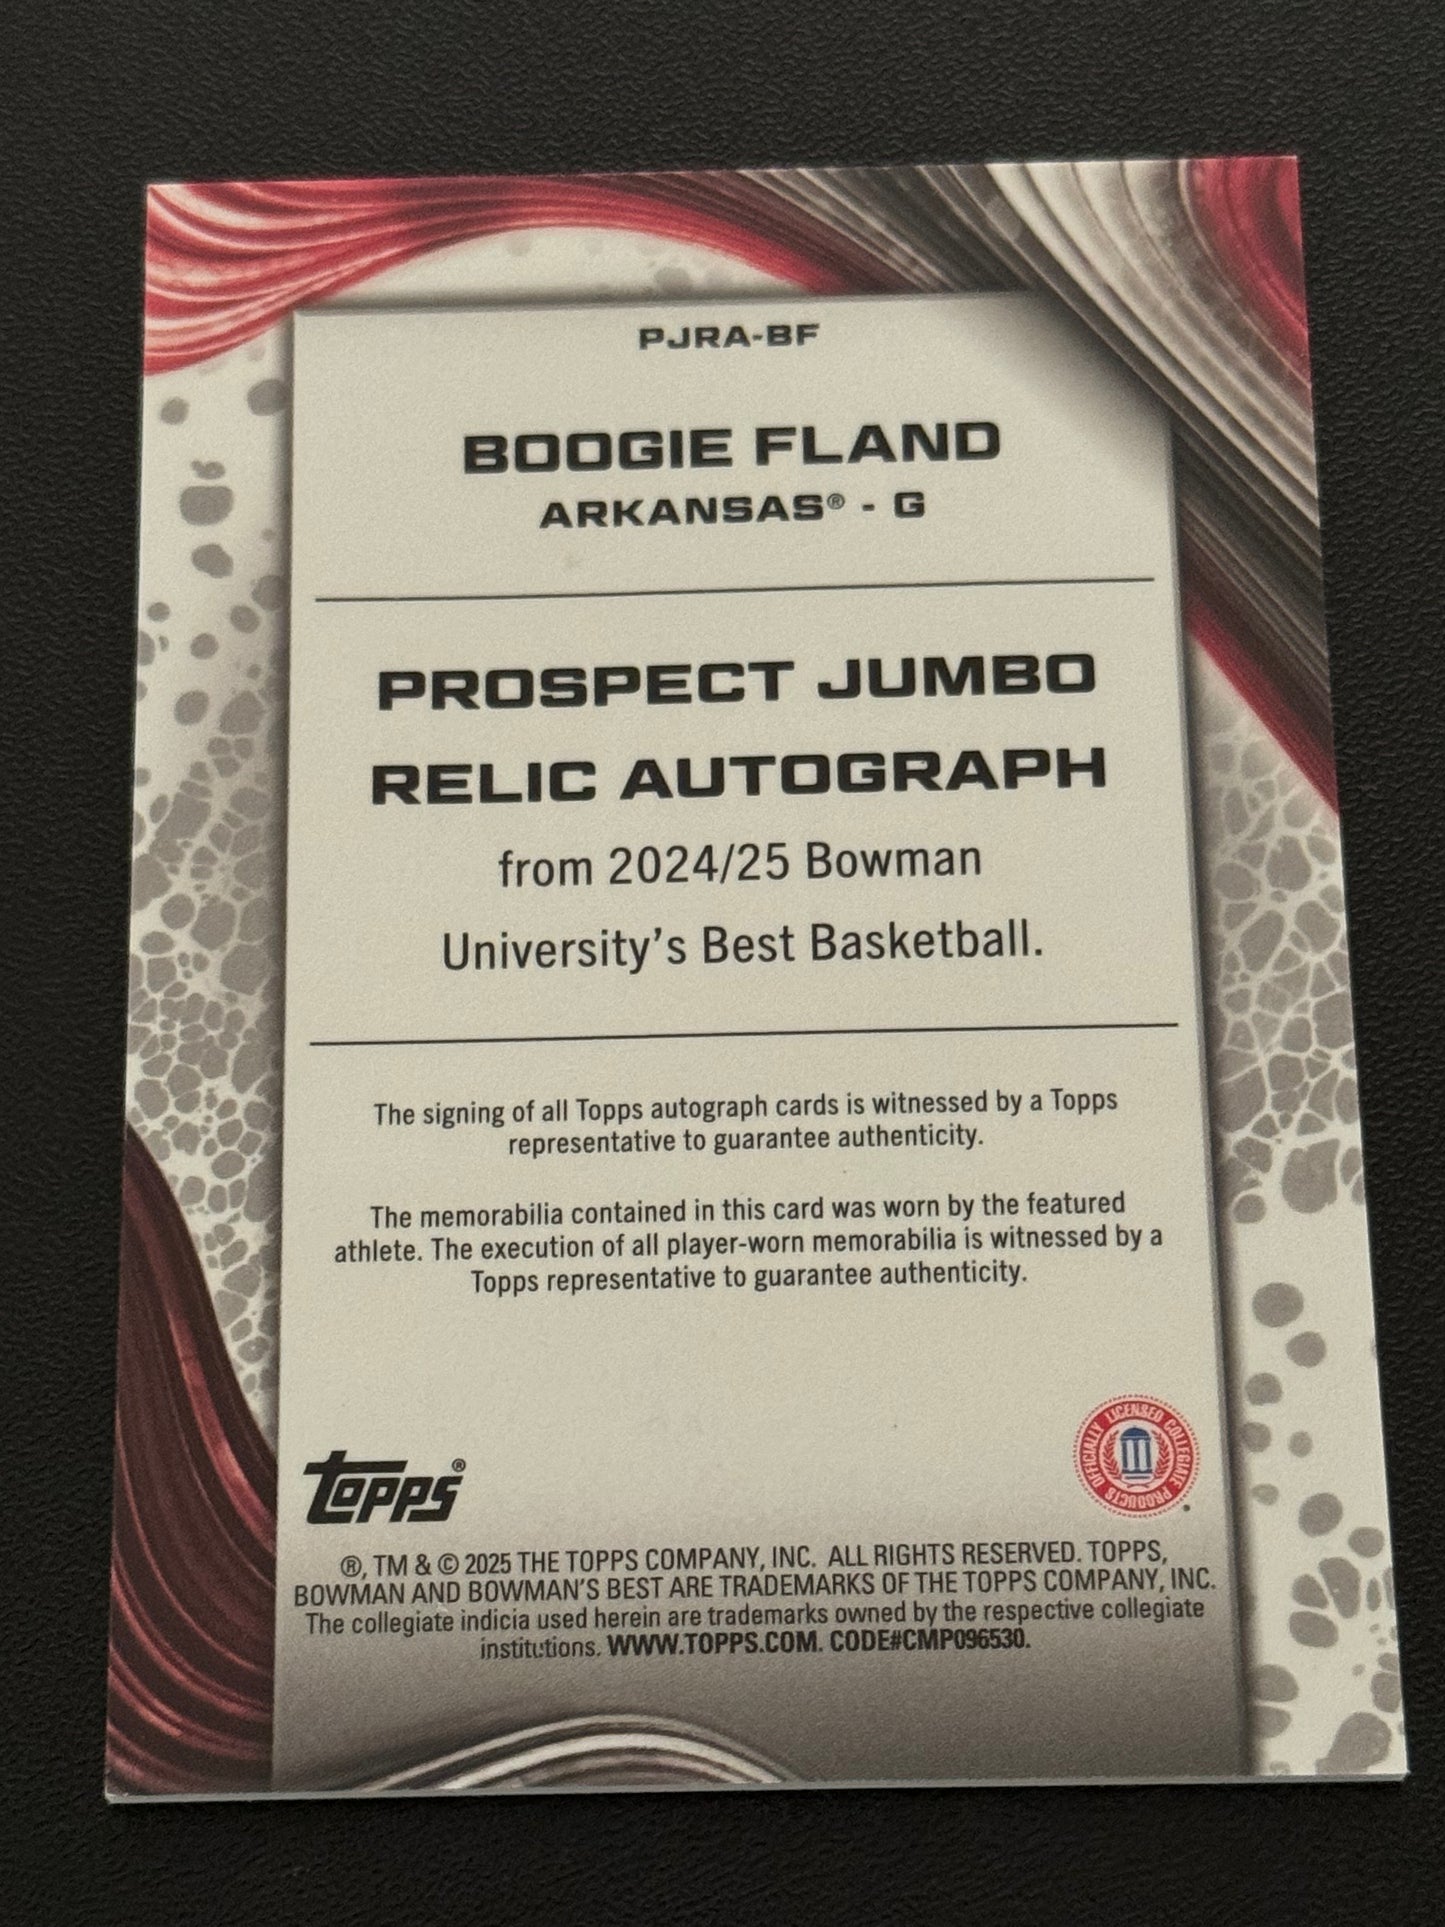 PJRA-BF
BOOGIE FLAND
ARKANSAS® - G
PROSPECT JUMBO
RELIC AUTOGRAPH
from 2024/25 Bowman
University's Best Basketball.
The signing of all Topps autograph cards is witnessed by a Topps
representative to guarantee authenticity.
The memorabilia contained in this card was worn by the featured
athlete. The execution of all player-worn memorabilia is witnessed by a
Topps representative to guarantee authenticity.
Topps®
OFFICIALLY LICENSED COLLEGIATE PRODUCTS
®, TM & © 2025 THE TOPPS COMPANY, INC. ALL RIGHTS RESERVED. TOPPS,
BOWMAN AND BOWMAN'S BEST ARE TRADEMARKS OF THE TOPPS COMPANY, INC.
The collegiate indicia used herein are trademarks owned by the respective collegiate
institutions. WWW.TOPPS.COM. CODE#CMP096530.